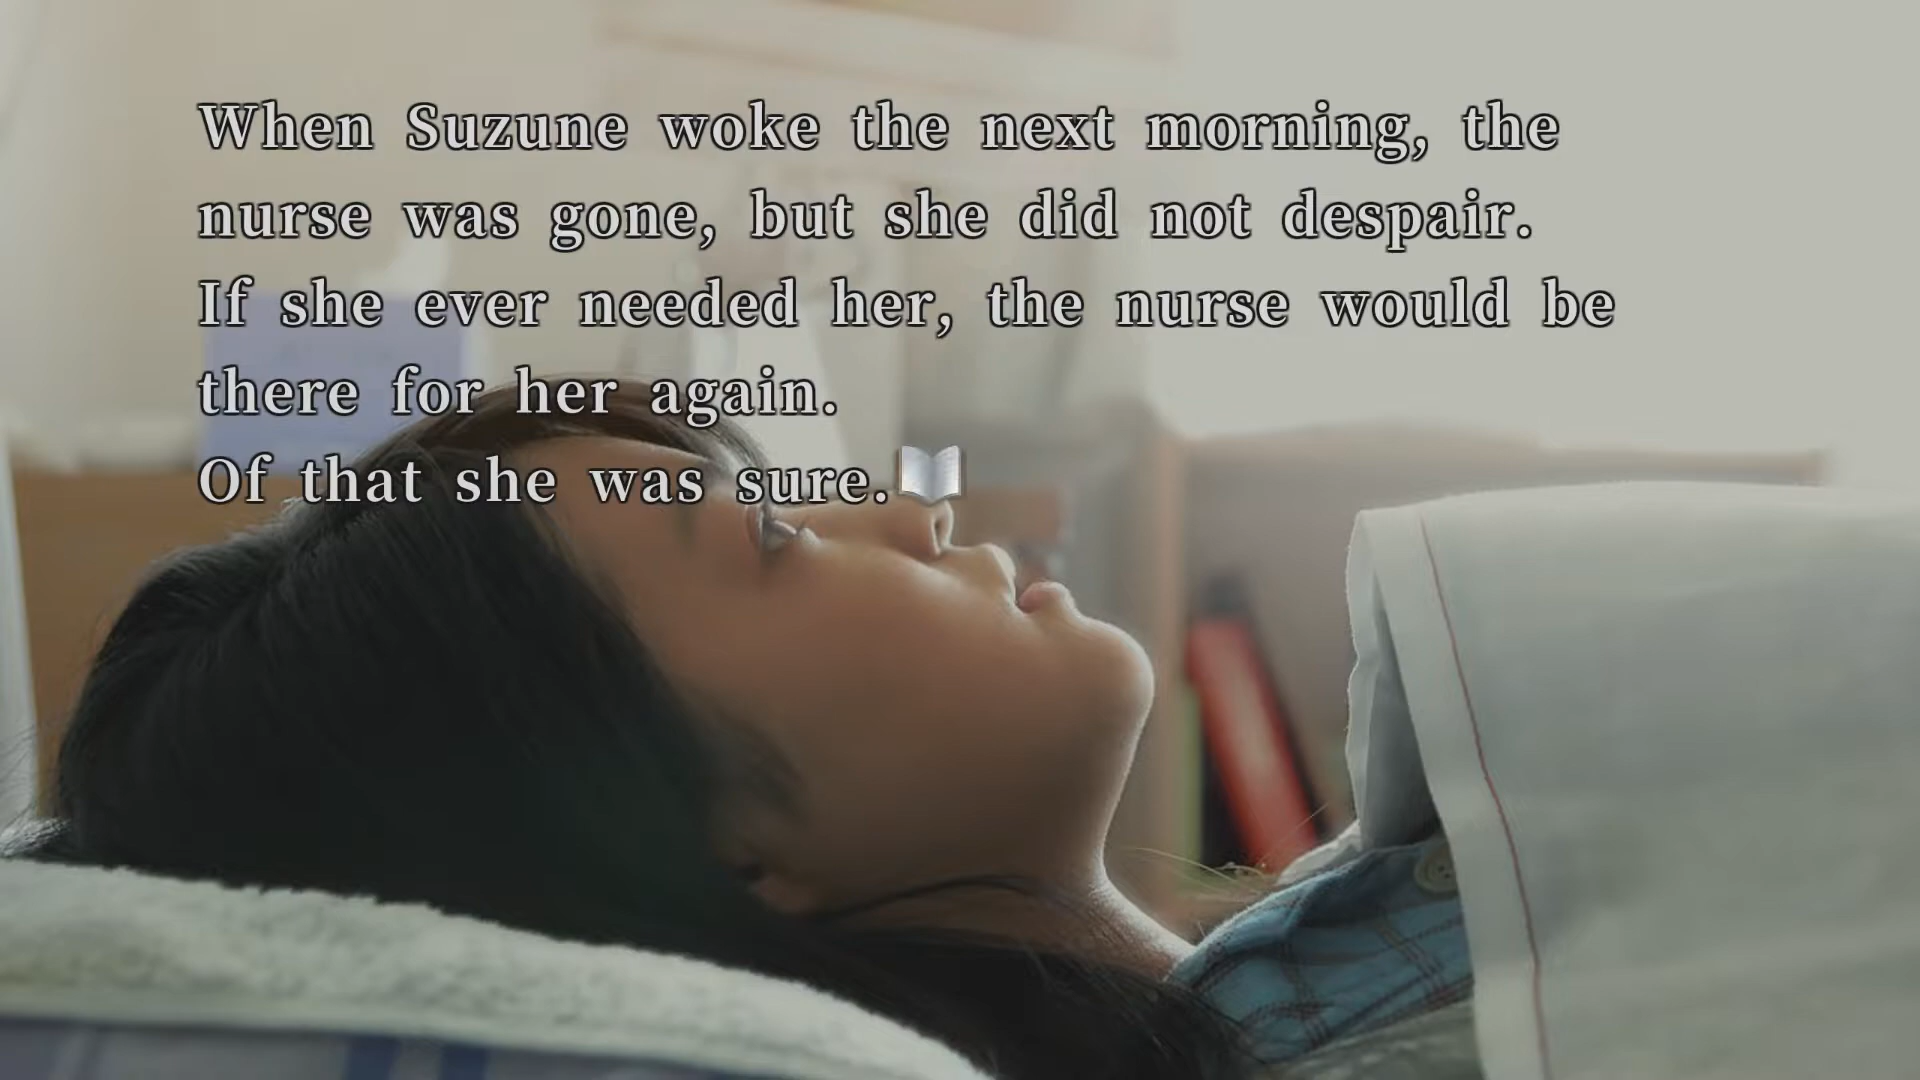 When Suzune woke the next morning, the
nurse was gone, but she did not despair.
If she ever needed her, the nurse would be
there for her again.
Of that she was sure.